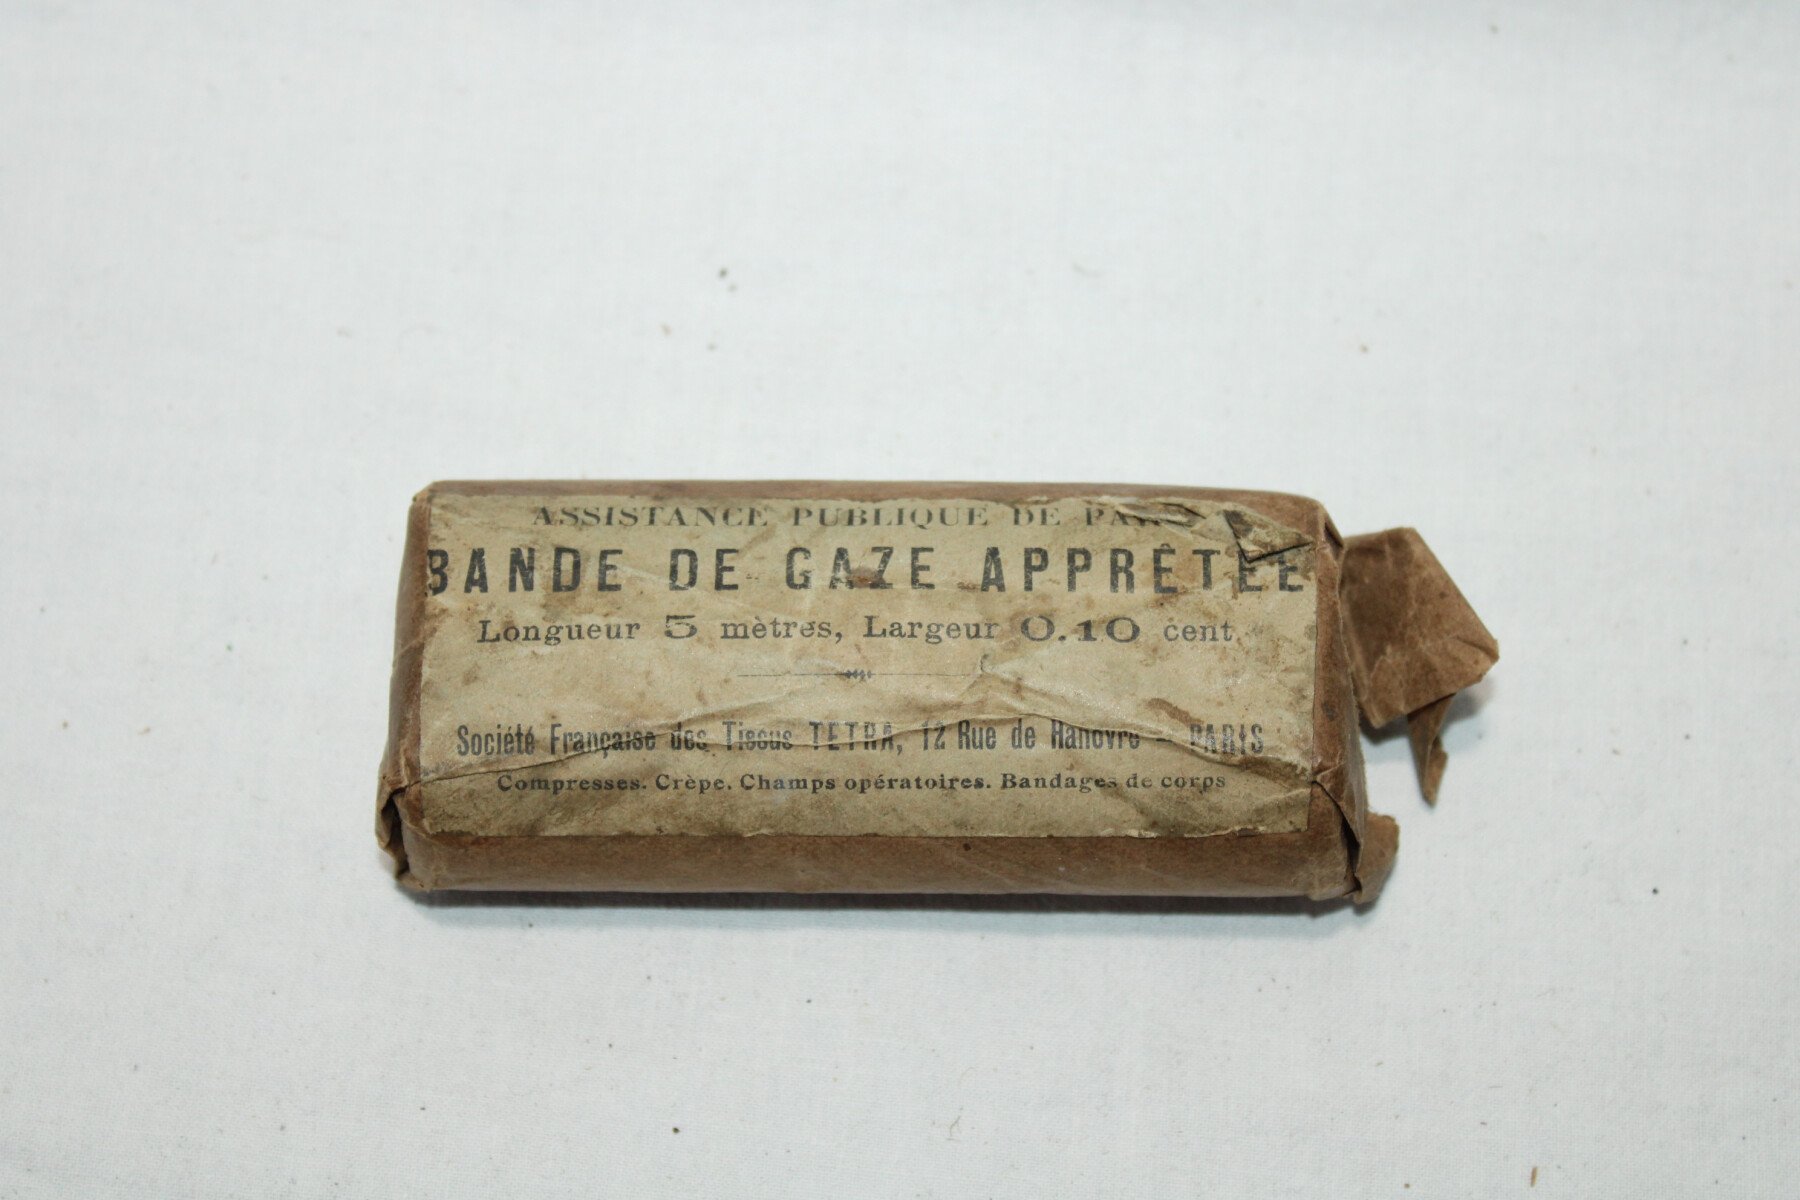 ASSISTANCE PUBLIQUE DE
BANDE DE GAZE APPRÊTÉE
Longueur 5 mètres, Largeur 0.10 cent
Société Française des Tissus TETRA, 12 Rue de Hanovre - PARIS
Compresses. Crèpe. Champs opératoires. Bandages de corps